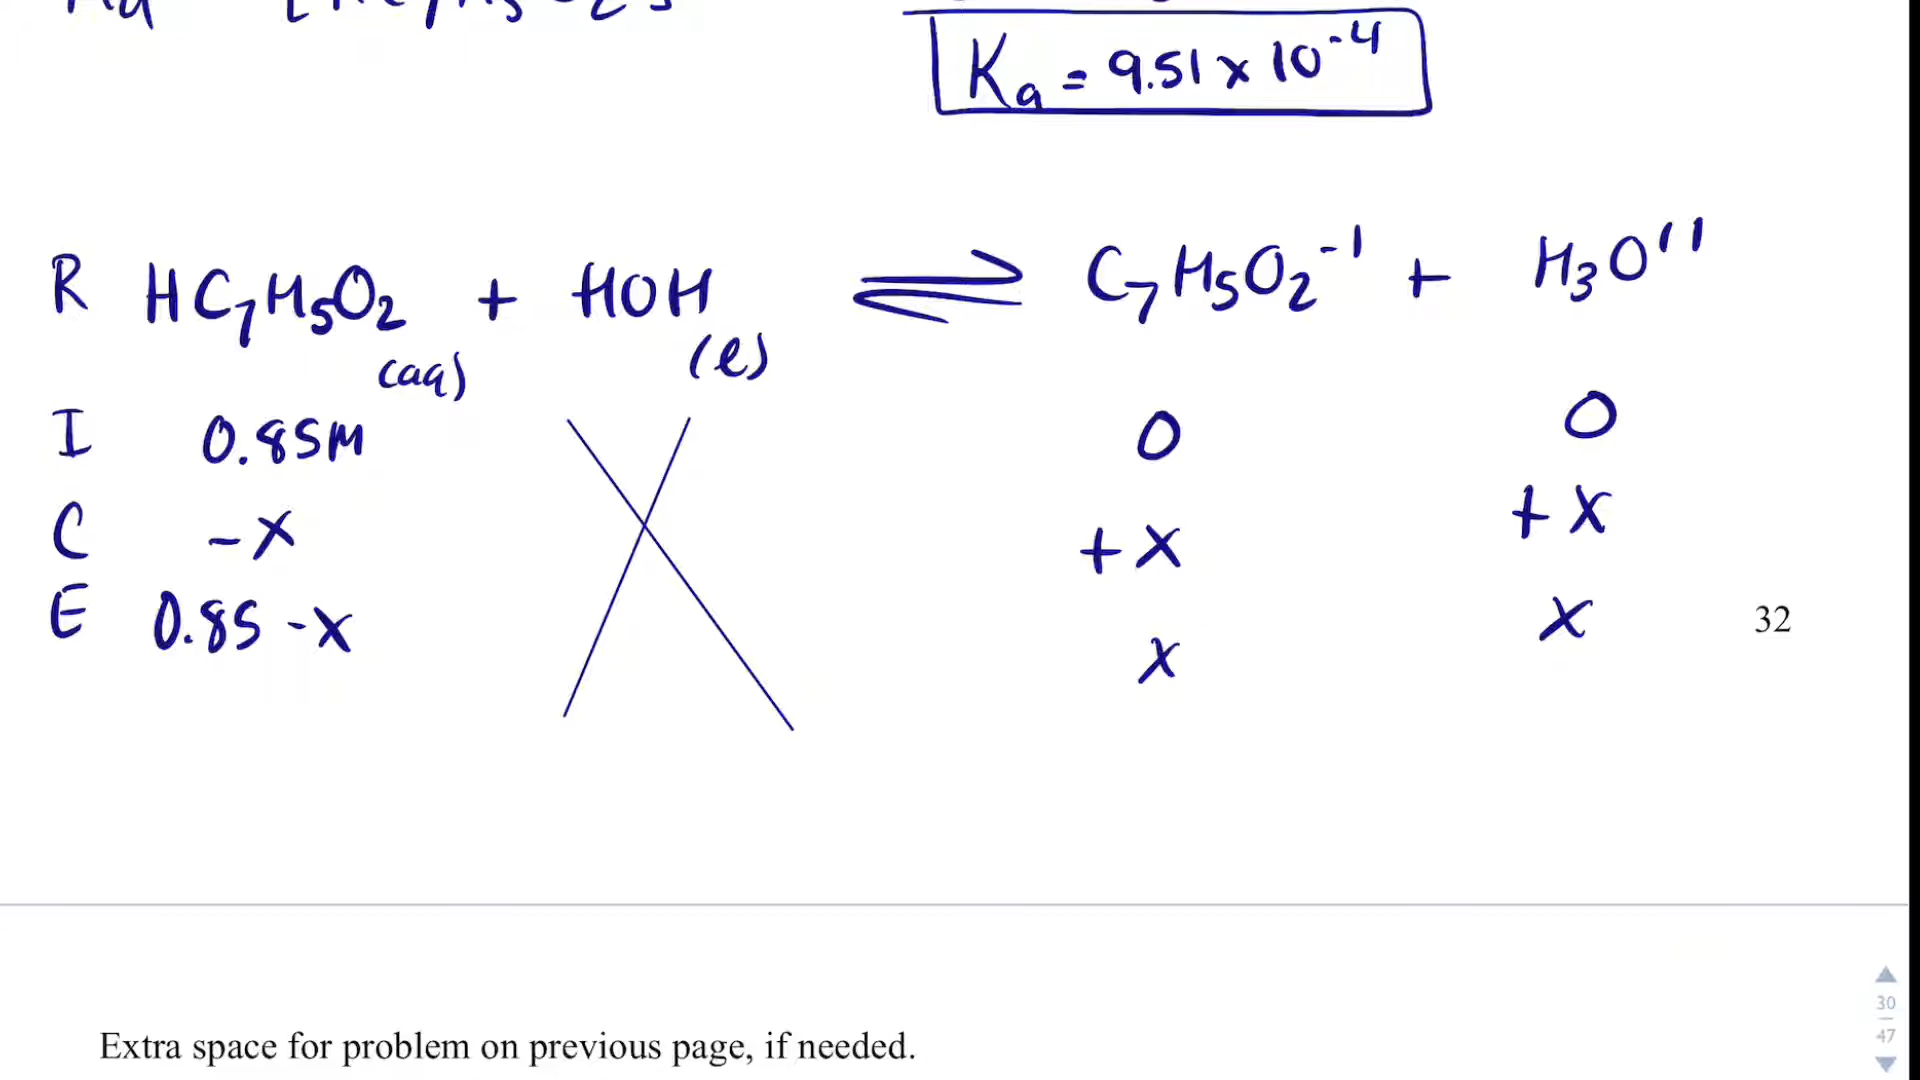 Kₐ = 9.51 x 10⁻⁴
R HC₇H₅O₂ (aq) + HOH (l) ⇌ C₇H₅O₂⁻¹ + H₃O⁺¹
I 0.85M 0 0
C -x +x +x
E 0.85 -x x x
32
Extra space for problem on previous page, if needed.
30
47